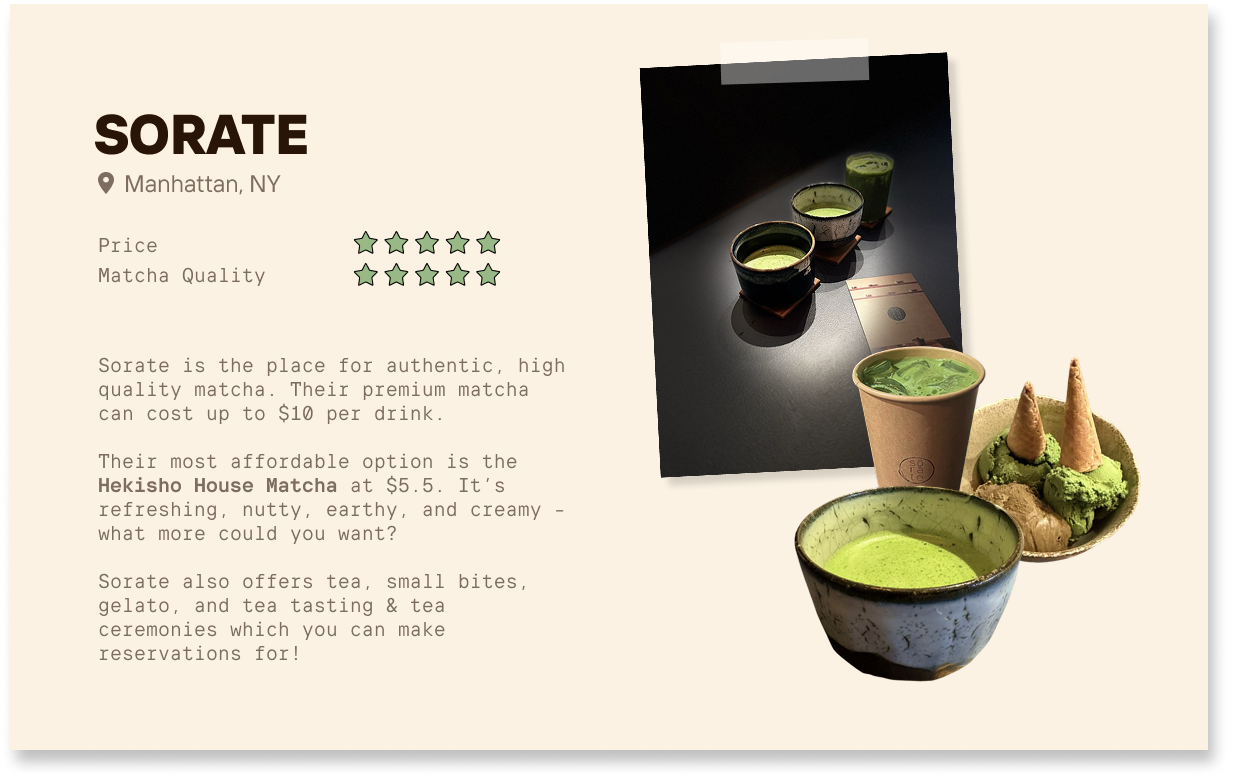 SORATE
Manhattan, NY
Price
Matcha Quality
Sorate is the place for authentic, high
quality matcha. Their premium matcha
can cost up to $10 per drink.
Their most affordable option is the
Hekisho House Matcha at $5.5. It's
refreshing, nutty, earthy, and creamy –
what more could you want?
Sorate also offers tea, small bites,
gelato, and tea tasting & tea
ceremonies which you can make
reservations for!